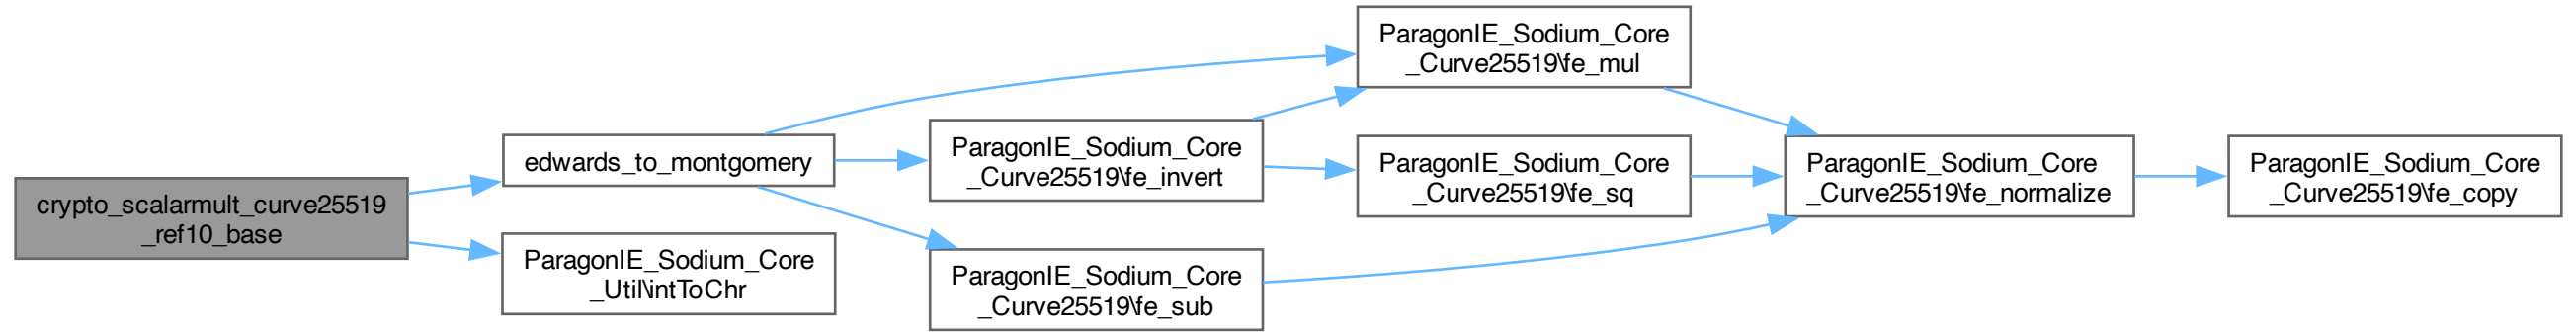 crypto_scalarmult_curve25519
_ref10_base
edwards_to_montgomery
ParagonIE_Sodium_Core
_Util\intToChr
ParagonIE_Sodium_Core
_Curve25519\fe_invert
ParagonIE_Sodium_Core
_Curve25519\fe_sub
ParagonIE_Sodium_Core
_Curve25519\fe_mul
ParagonIE_Sodium_Core
_Curve25519\fe_sq
ParagonIE_Sodium_Core
_Curve25519\fe_normalize
ParagonIE_Sodium_Core
_Curve25519\fe_copy